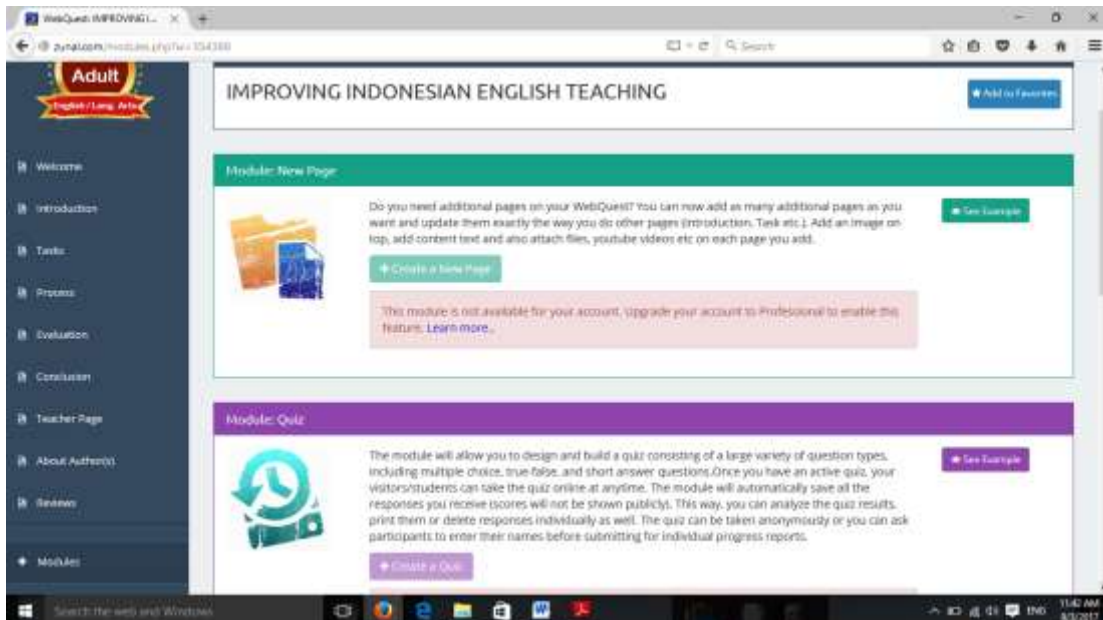 WebQuest: IMPROVING I...
Search
Adult
English / Lang. Arts
IMPROVING INDONESIAN ENGLISH TEACHING
Add to Favorites
Welcome
Introduction
Tasks
Process
Evaluation
Conclusion
Teacher Page
About Author(s)
Reviews
Modules
Module: New Page
Do you need additional pages on your WebQuest? You can now add as many additional pages as you
want and update them exactly the way you do other pages (Introduction, Task etc.). Add an image on
top, add content text and also attach files, youtube videos etc on each page you add.
See Example
Create a New Page
This module is not available for your account. Upgrade your account to Professional to enable this
feature. Learn more..
Module: Quiz
The module will allow you to design and build a quiz consisting of a large variety of question types,
including multiple choice, true-false, and short answer questions.Once you have an active quiz, your
visitors/students can take the quiz online at anytime. The module will automatically save all the
responses you receive (scores will not be shown publicly). This way, you can analyze the quiz results,
print them or delete responses individually as well. The quiz can be taken anonymously or you can ask
participants to enter their names before submitting for individual progress reports.
See Example
Create a Quiz
Search the web and Windows
ENG
11:42 AM